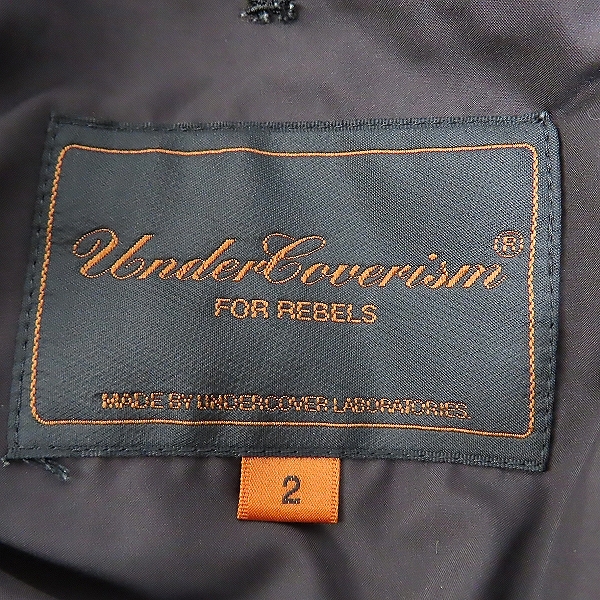 UnderCoverism®
FOR REBELS
MADE BY UNDERCOVER LABORATORIES.
2